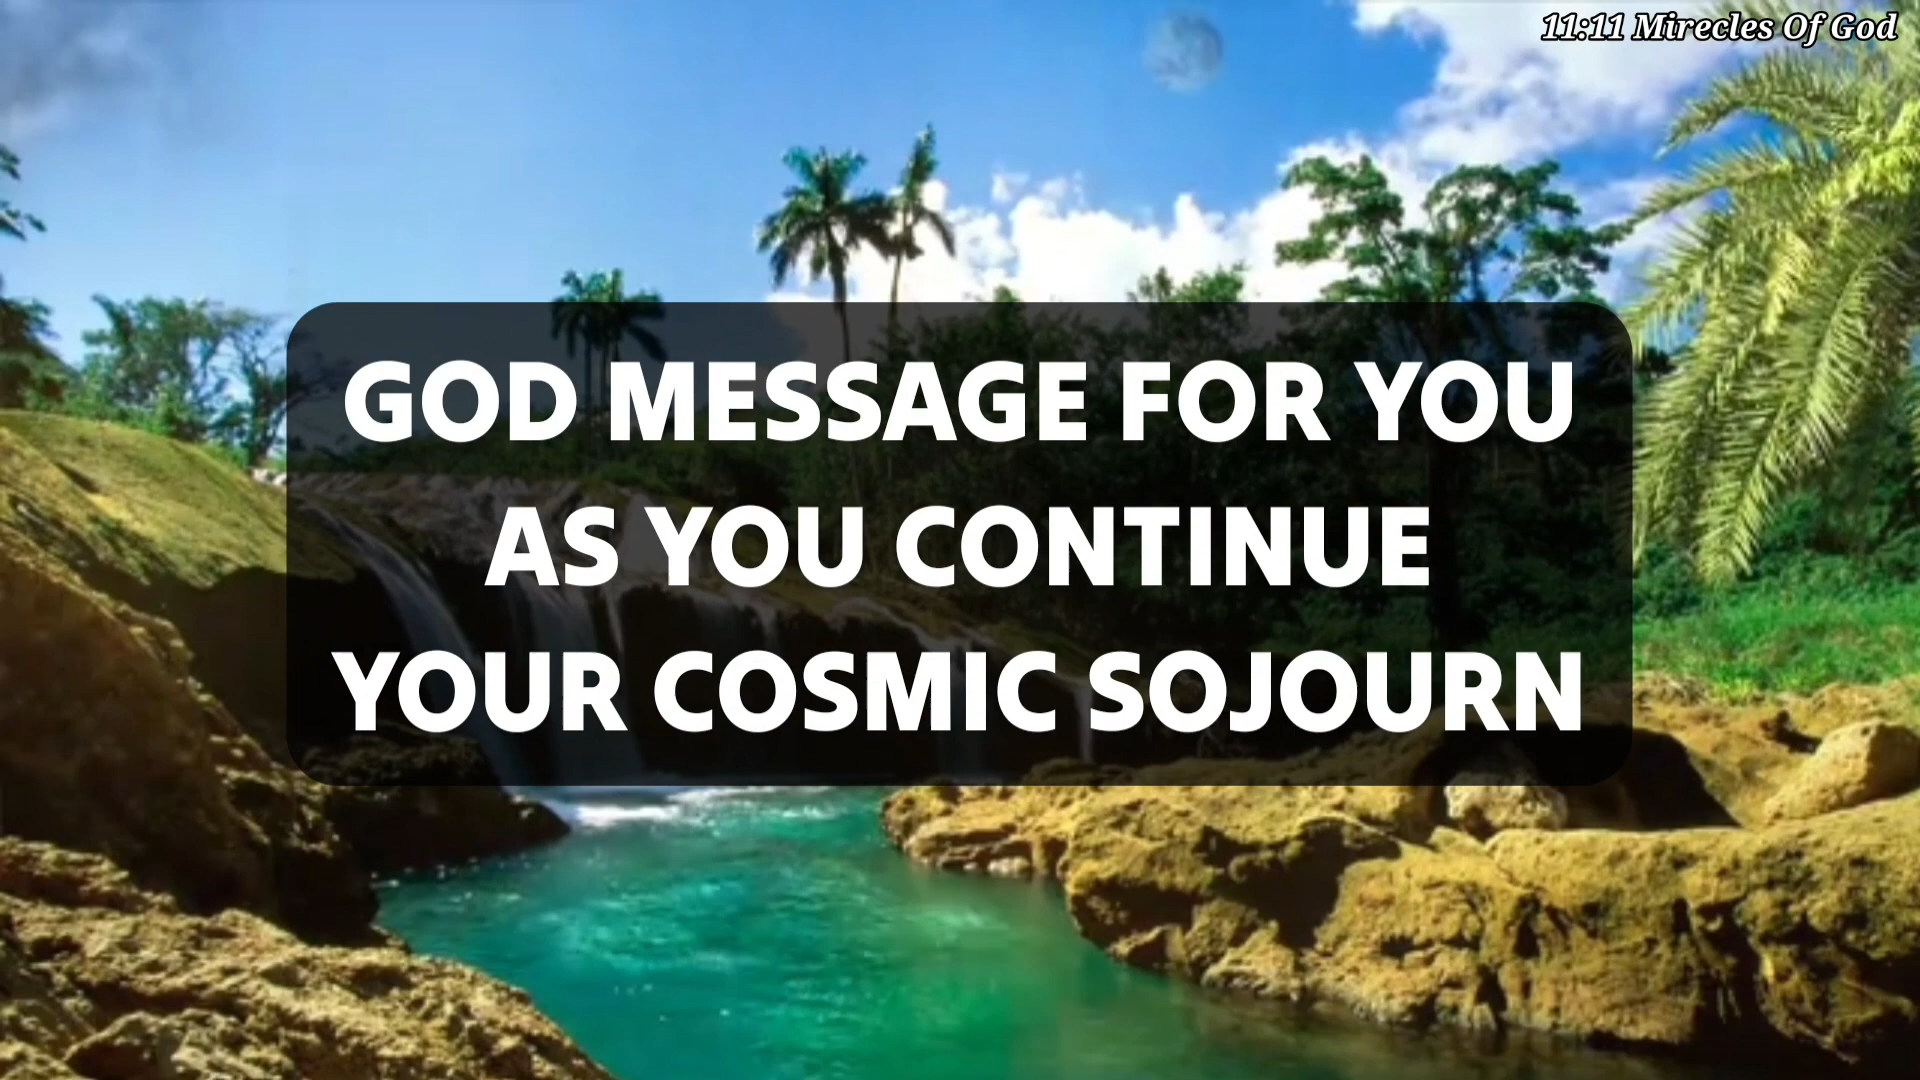 11:11 Mirecles Of God
GOD MESSAGE FOR YOU
AS YOU CONTINUE
YOUR COSMIC SOJOURN